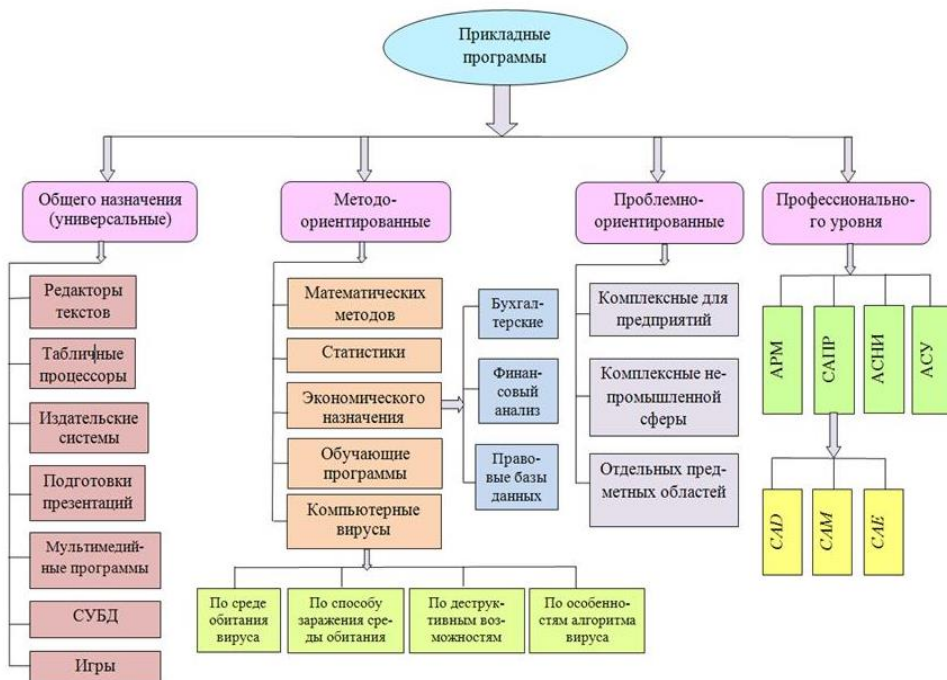 Прикладные
программы
Общего назначения
(универсальные)
Методо-
ориентированные
Проблемно-
ориентированные
Профессионально-
го уровня
Редакторы
текстов
Табличные
процессоры
Издательские
системы
Подготовки
презентаций
Мультимедий-
ные программы
СУБД
Игры
Математических
методов
Статистики
Экономического
назначения
Обучающие
программы
Компьютерные
вирусы
Бухгал-
терские
Финан-
совый
анализ
Право-
вые базы
данных
По среде
обитания
вируса
По способу
заражения сре-
ды обитания
По деструк-
тивным воз-
можностям
По особенно-
стям алгоритма
вируса
Комплексные для
предприятий
Комплексные не-
промышленной
сферы
Отдельных пред-
метных областей
АРМ
САПР
АСНИ
АСУ
CAD
CAM
CAE